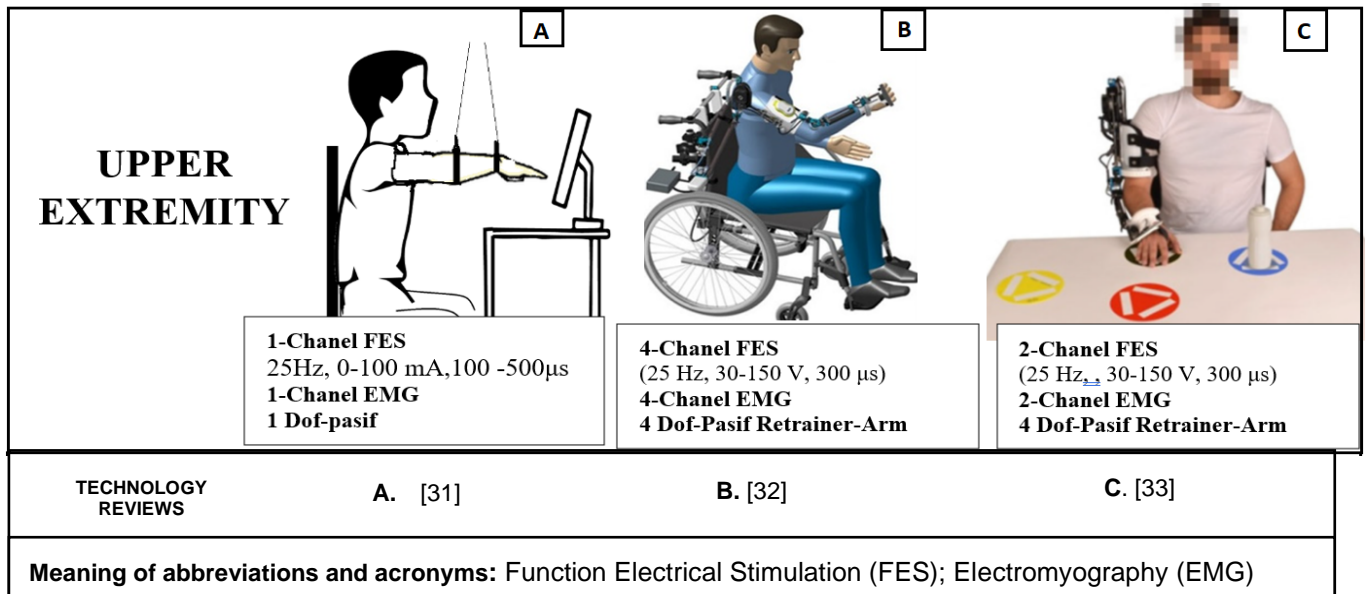 A
B
C
UPPER
EXTREMITY
1-Chanel FES
25Hz, 0-100 mA,100 -500µs
1-Chanel EMG
1 Dof-pasif
4-Chanel FES
(25 Hz, 30-150 V, 300 µs)
4-Chanel EMG
4 Dof-Pasif Retrainer-Arm
2-Chanel FES
(25 Hz, , 30-150 V, 300 µs)
2-Chanel EMG
4 Dof-Pasif Retrainer-Arm
TECHNOLOGY
REVIEWS
A. [31]
B. [32]
C. [33]
Meaning of abbreviations and acronyms: Function Electrical Stimulation (FES); Electromyography (EMG)